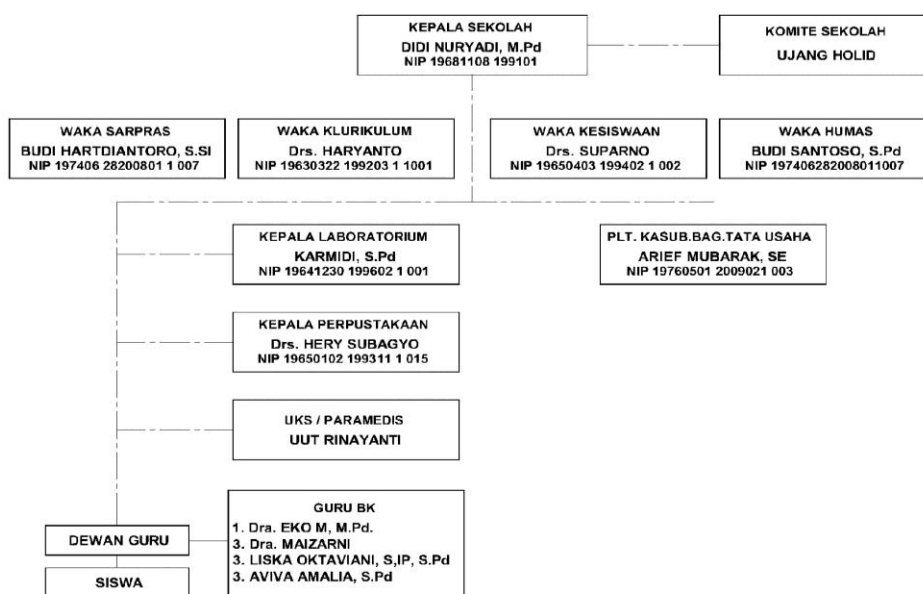 KEPALA SEKOLAH
DIDI NURYADI, M.Pd
NIP 19681108 199101
KOMITE SEKOLAH
UJANG HOLID
WAKA SARPRAS
BUDI HARTDIANTORO, S.SI
NIP 197406 28200801 1 007
WAKA KLURIKULUM
Drs. HARYANTO
NIP 19630322 199203 1 1001
WAKA KESISWAAN
Drs. SUPARNO
NIP 19650403 199402 1 002
WAKA HUMAS
BUDI SANTOSO, S.Pd
NIP 197406282008011007
KEPALA LABORATORIUM
KARMIDI, S.Pd
NIP 19641230 199602 1 001
PLT. KASUB.BAG.TATA USAHA
ARIEF MUBARAK, SE
NIP 19760501 2009021 003
KEPALA PERPUSTAKAAN
Drs. HERY SUBAGYO
NIP 19650102 199311 1 015
UKS / PARAMEDIS
UUT RINAYANTI
GURU BK
1. Dra. EKO M, M.Pd.
3. Dra. MAIZARNI
3. LISKA OKTAVIANI, S,IP, S.Pd
3. AVIVA AMALIA, S.Pd
DEWAN GURU
SISWA